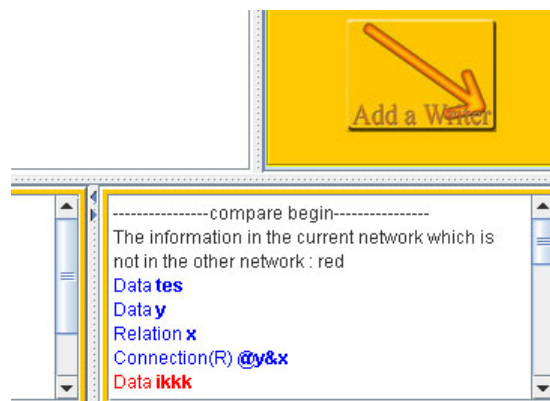 Add a Writer
----------------compare begin----------------
The information in the current network which is
not in the other network : red
Data tes
Data y
Relation x
Connection(R) @y&x
Data ikkk